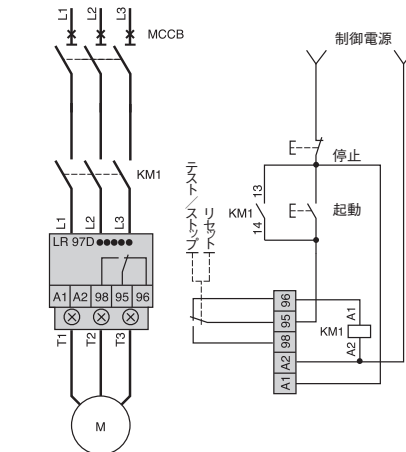 L1 L2 L3
MCCB
KM1
L1 L2 L3
LR 97D●●●●●
A1 A2 98 95 96
T1 T2 T3
M
制御電源
停止
13
KM1
14
起動
テスト/ストップ
リセット
96
95
98
A2
A1
A1
KM1
A2